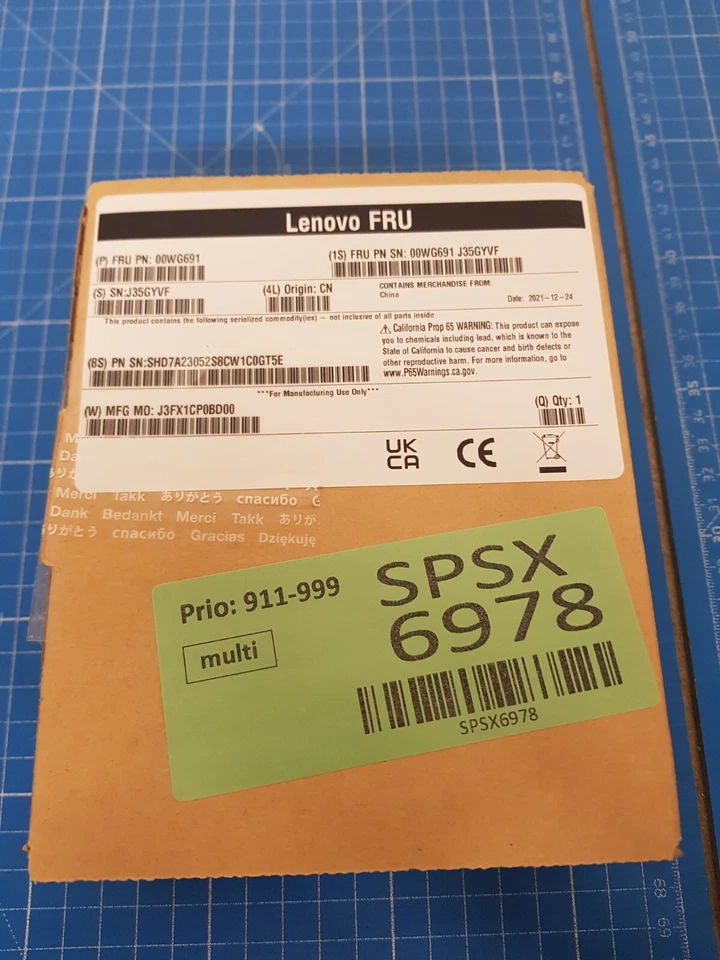 Lenovo FRU
(P) FRU PN: 00WG691
(1S) FRU PN SN: 00WG691 J35GYVF
(S) SN:J35GYVF
(4L) Origin: CN
CONTAINS MERCHANDISE FROM:
China
Date: 2021-12-24
This product contains the following serialized commodity(ies) - not inclusive of all parts inside
⚠ California Prop 65 WARNING: This product can expose
you to chemicals including lead, which is known to the
State of California to cause cancer and birth defects or
other reproductive harm. For more information, go to
www.P65Warnings.ca.gov.
(8S) PN SN:SHD7A23052S8CW1C0GT5E
***For Manufacturing Use Only***
(W) MFG MO: J3FX1CP0BD00
(Q) Qty: 1
UK
CA
CE
Merci Takk ありがとう спасибо G
Dank Bedankt Merci Takk ありが
りがとう спасибо Gracias Dziękuję
Prio: 911-999
multi
SPSX
6978
SPSX6978